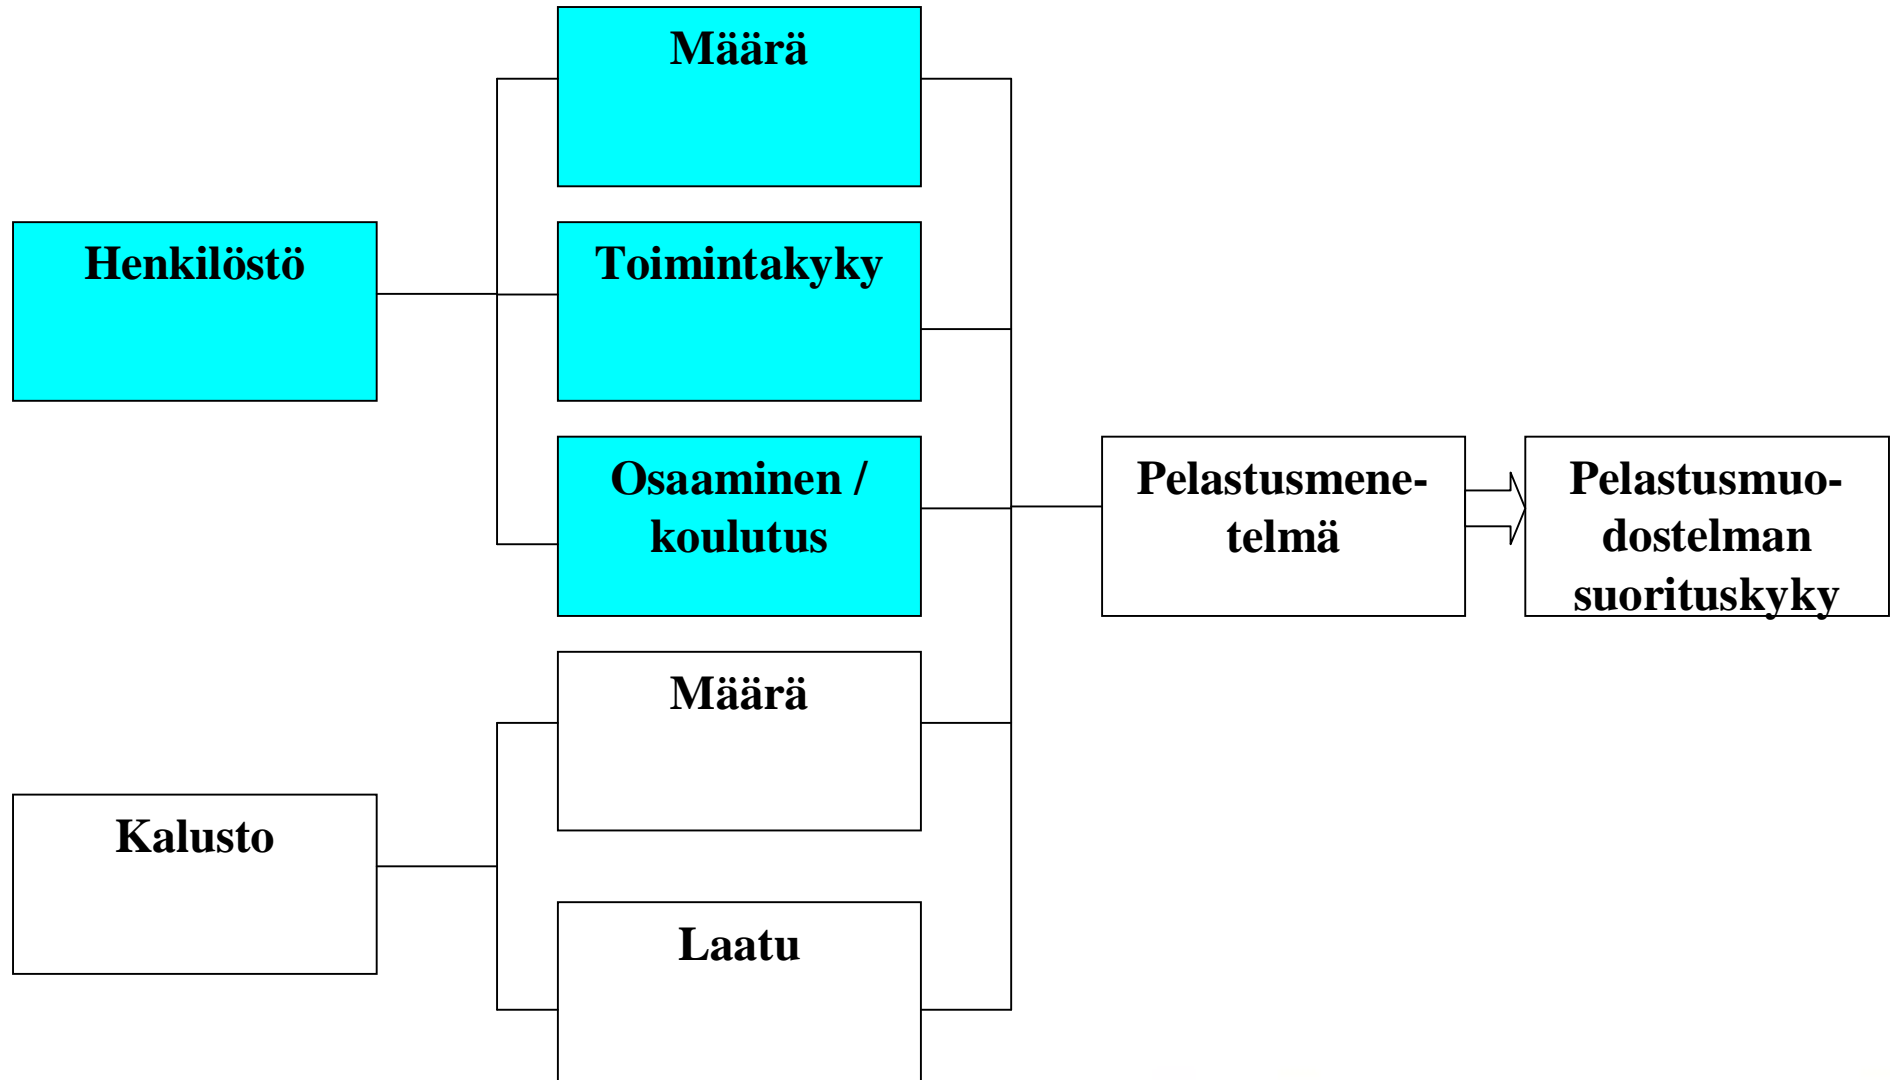 Määrä
Henkilöstö
Toimintakyky
Osaaminen /
koulutus
Pelastusmene-
telmä
Pelastusmuo-
dostelman
suorituskyky
Määrä
Kalusto
Laatu